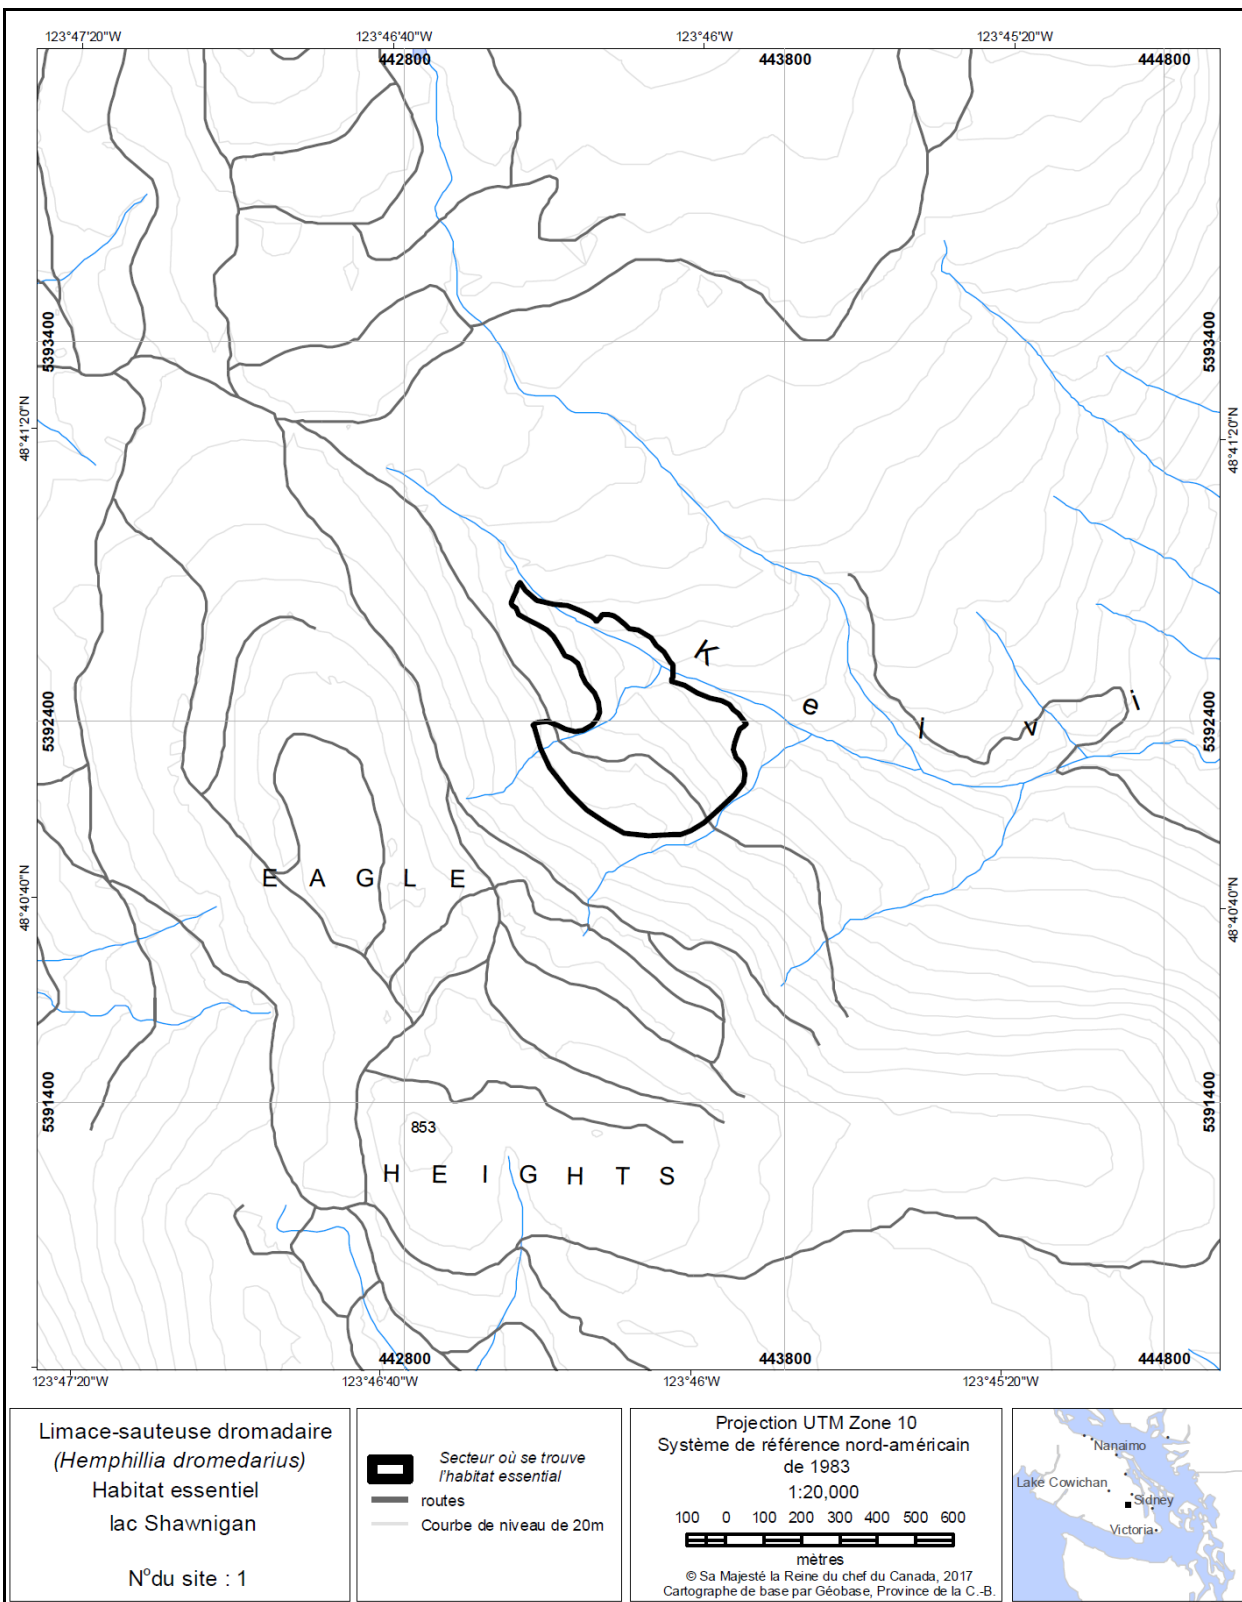 123°47'20"W 123°46'40"W 123°46'W 123°45'20"W
442800 443800 444800
5393400 5393400
48°41'20"N 48°41'20"N
K e l v i
5392400 5392400
48°40'40"N 48°40'40"N
E A G L E
5391400 5391400
853
H E I G H T S
442800 443800 444800
123°47'20"W 123°46'40"W 123°46'W 123°45'20"W
Limace-sauteuse dromadaire
(Hemphillia dromedarius)
Habitat essentiel
lac Shawnigan
N°du site : 1
Secteur où se trouve
l'habitat essential
routes
Courbe de niveau de 20m
Projection UTM Zone 10
Système de référence nord-américain
de 1983
1:20,000
100 0 100 200 300 400 500 600
mètres
© Sa Majesté la Reine du chef du Canada, 2017
Cartographe de base par Géobase, Province de la C.-B.
Nanaimo
Lake Cowichan
Sidney
Victoria